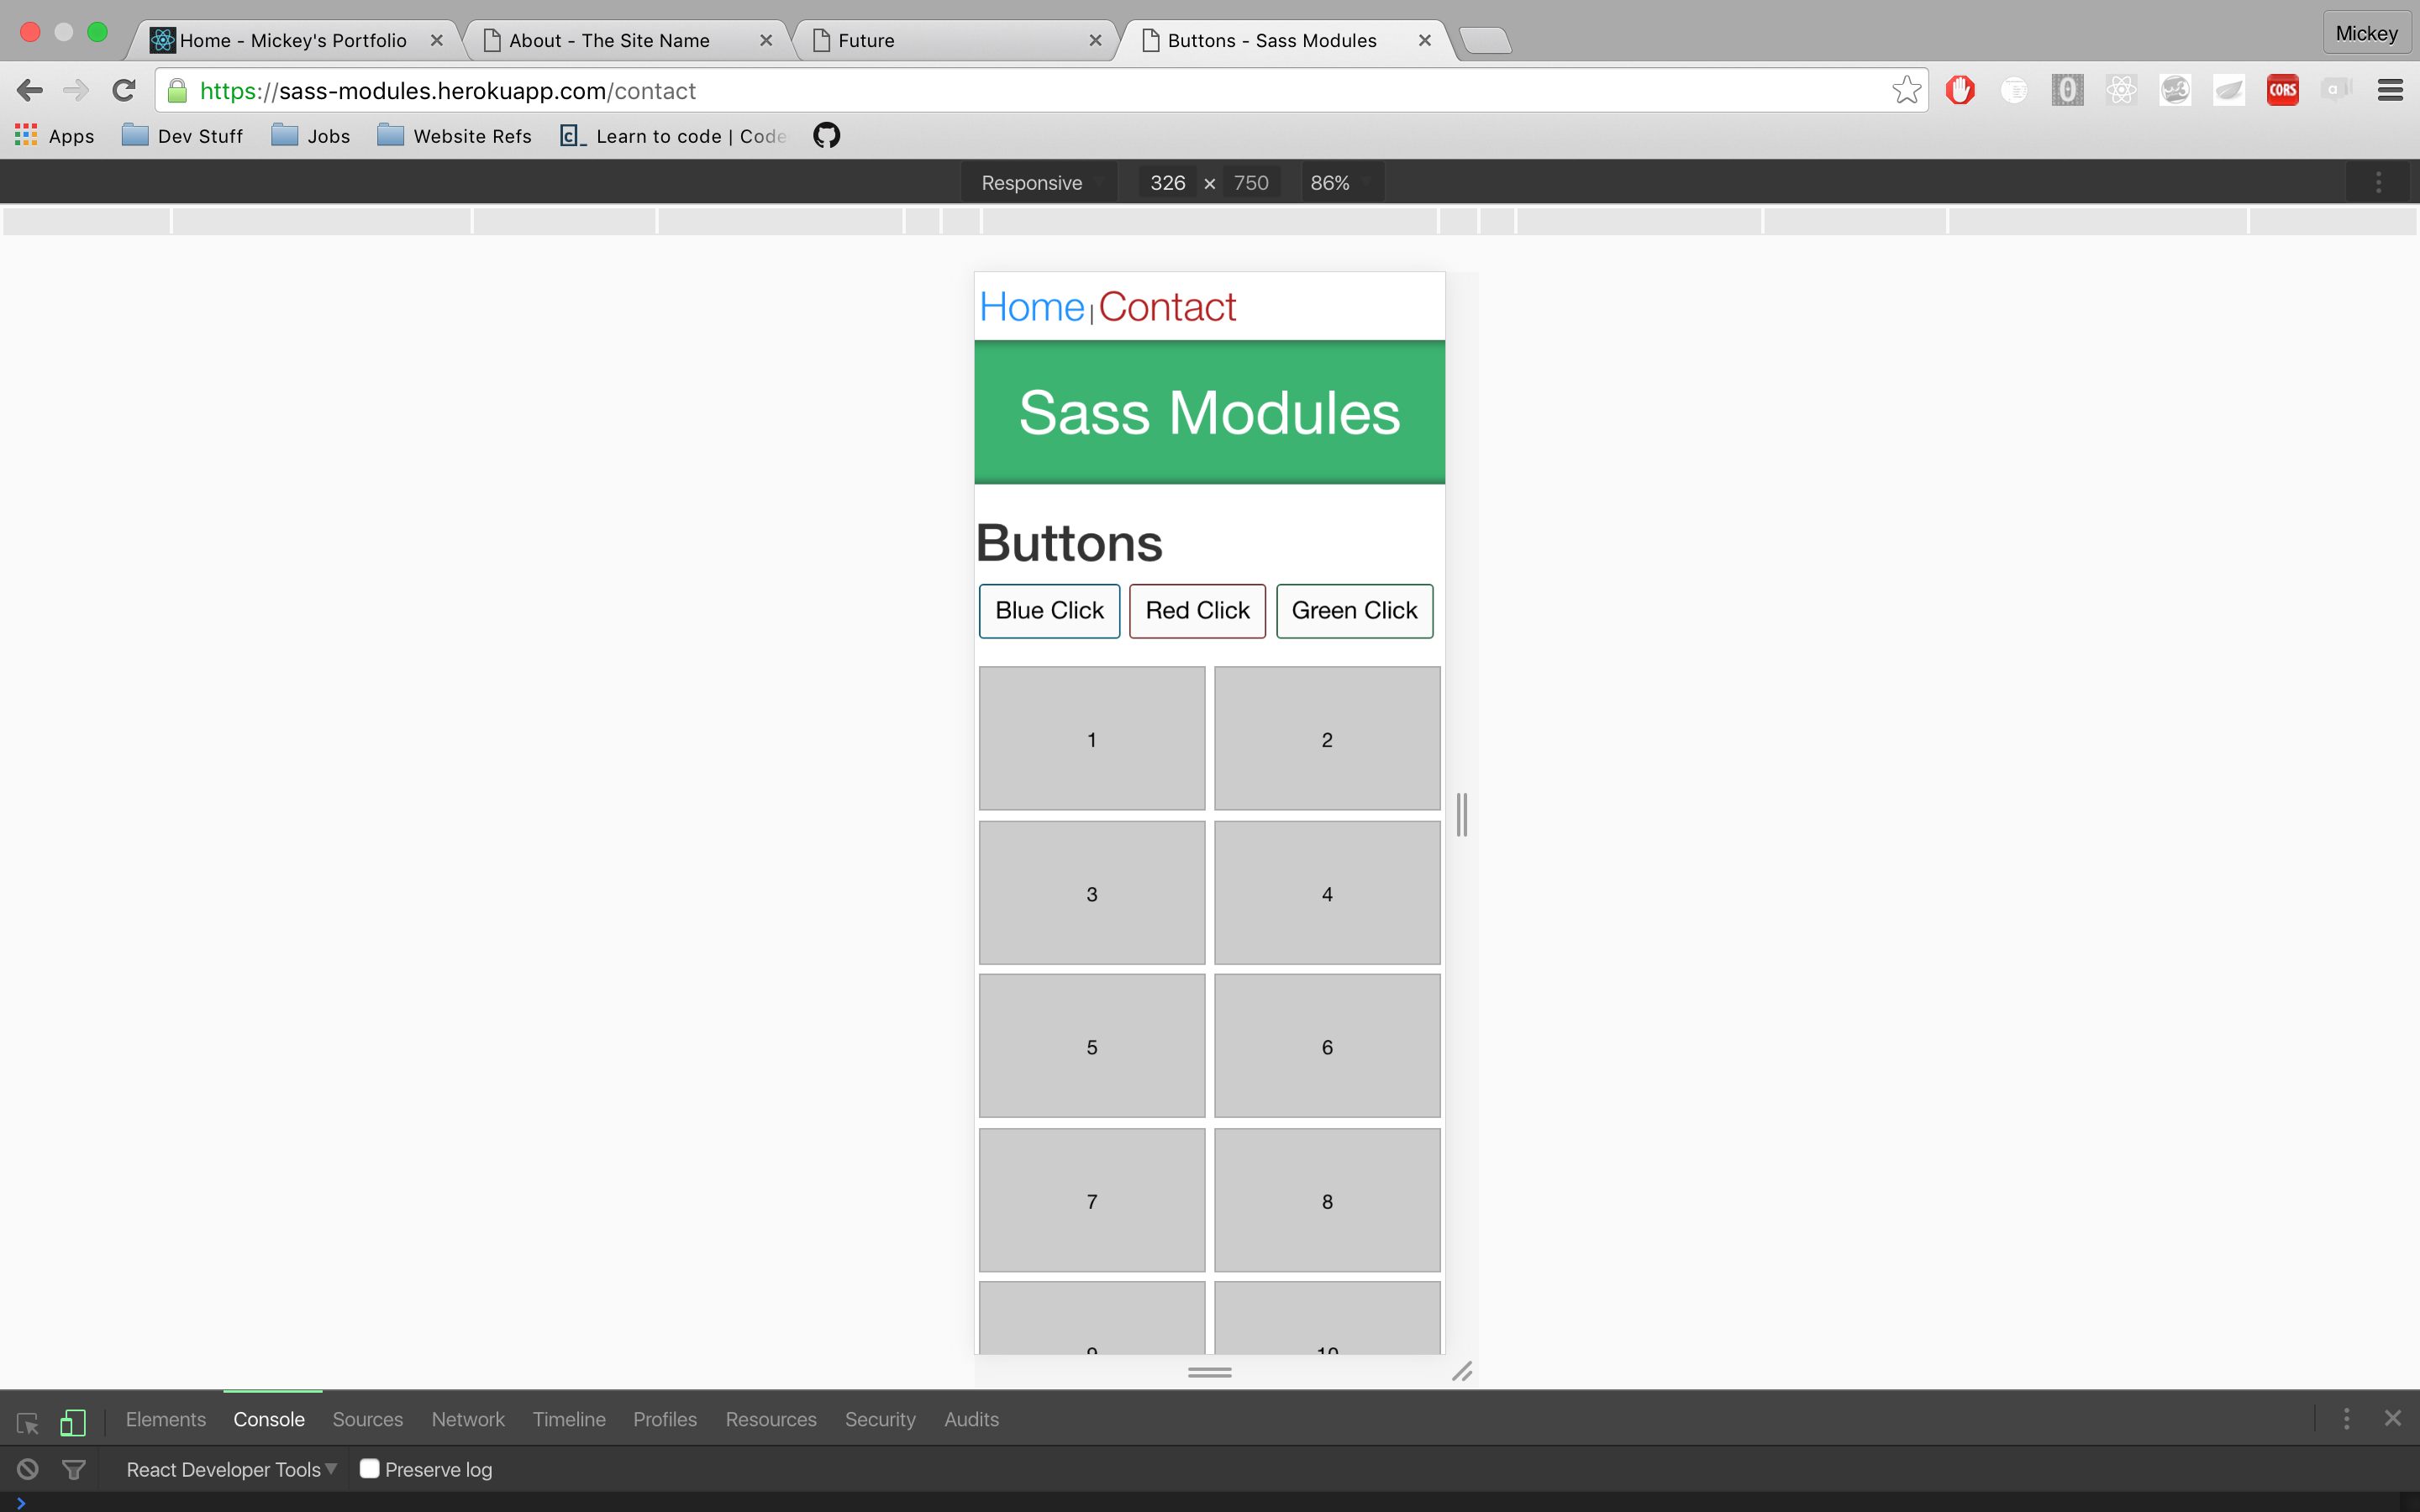 Home - Mickey's Portfolio
About - The Site Name
Future
Buttons - Sass Modules
Mickey
https://sass-modules.herokuapp.com/contact
CORS
Apps
Dev Stuff
Jobs
Website Refs
Learn to code | Code
Responsive
326 × 750
86%
Home | Contact
Sass Modules
Buttons
Blue Click
Red Click
Green Click
1
2
3
4
5
6
7
8
9
10
Elements
Console
Sources
Network
Timeline
Profiles
Resources
Security
Audits
React Developer Tools
Preserve log